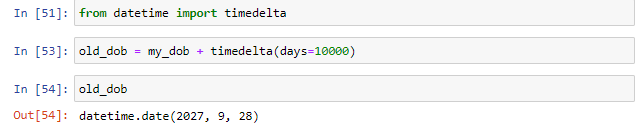 In [51]: from datetime import timedelta
In [53]: old_dob = my_dob + timedelta(days=10000)
In [54]: old_dob
Out[54]: datetime.date(2027, 9, 28)